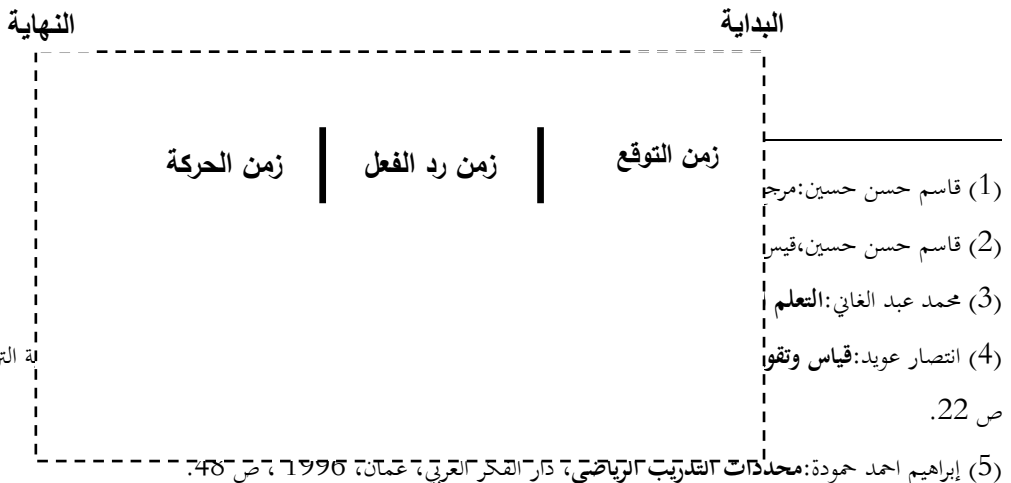 البداية
النهاية
زمن التوقع
زمن رد الفعل
زمن الحركة
(1) قاسم حسن حسين:
(2) قاسم حسن حسين،قيس
(3) محمد عبد الغاني:التعلم
(4) انتصار عويد:قياس
ص 22.
(5) إبراهيم احمد حمودة:محددات التدريب الرياضي، دار الفكر العربي، عمان، 1996 ، ص 48.